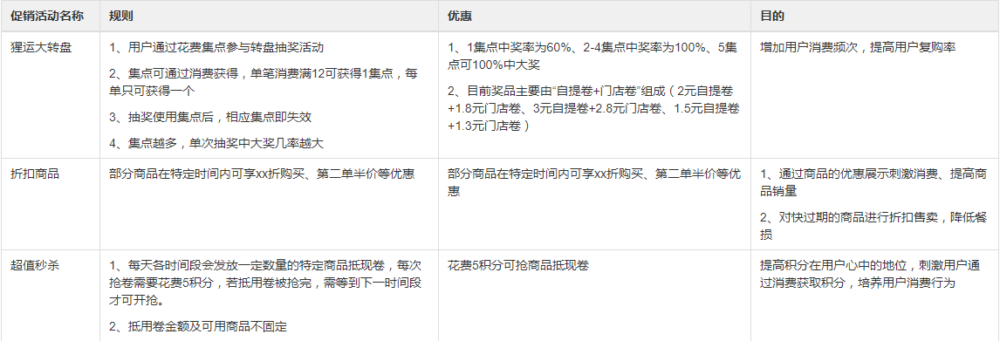 促销活动名称
规则
优惠
目的
猩运大转盘
1、用户通过花费集点参与转盘抽奖活动
2、集点可通过消费获得，单笔消费满12可获得1集点，每
单只可获得一个
3、抽奖使用集点后，相应集点即失效
4、集点越多，单次抽奖中大奖几率越大
1、1集点中奖率为60%、2-4集点中奖率为100%、5集
点可100%中大奖
2、目前奖品主要由“自提卷+门店卷”组成（2元自提卷
+1.8元门店卷、3元自提卷+2.8元门店卷、1.5元自提卷
+1.3元门店卷）
增加用户消费频次，提高用户复购率
折扣商品
部分商品在特定时间内可享xx折购买、第二单半价等优惠
部分商品在特定时间内可享xx折购买、第二单半价等优
惠
1、通过商品的优惠展示刺激消费、提高商
品销量
2、对快过期的商品进行折扣售卖，降低餐
损
超值秒杀
1、每天各时间段会发放一定数量的特定商品抵现卷，每次
抢卷需要花费5积分，若抵用卷被抢完，需等到下一时间段
才可开抢。
2、抵用卷金额及可用商品不固定
花费5积分可抢商品抵现卷
提高积分在用户心中的地位，刺激用户通
过消费获取积分，培养用户消费行为